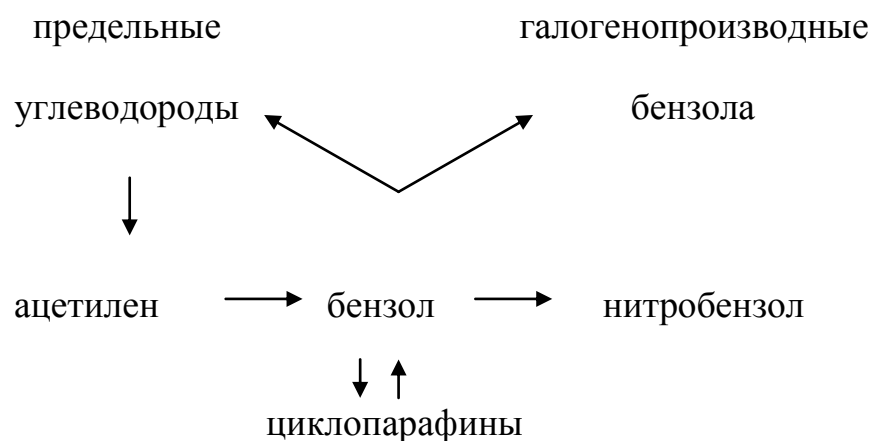 предельные галогенопроизводные
углеводороды бензола
ацетилен бензол нитробензол
циклопарафины